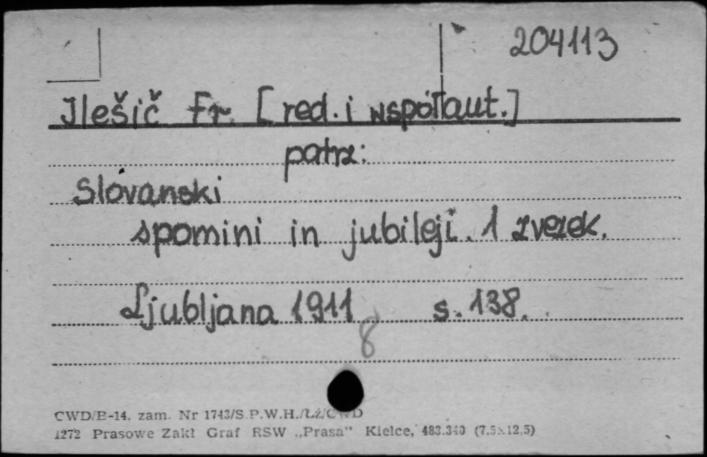 204113
Ilešič Fr. [red. i współaut.]
patrz:
Slovanski
spomini in jubileji. 1 zvezek.
Ljubljana 1911 s. 138.
8
CWD/E-14. zam. Nr 1743/S.P.W.H./Łź/CWD
1272 Prasowe Zakł Graf RSW „Prasa" Kielce, 483.340 (7.5x12,5)